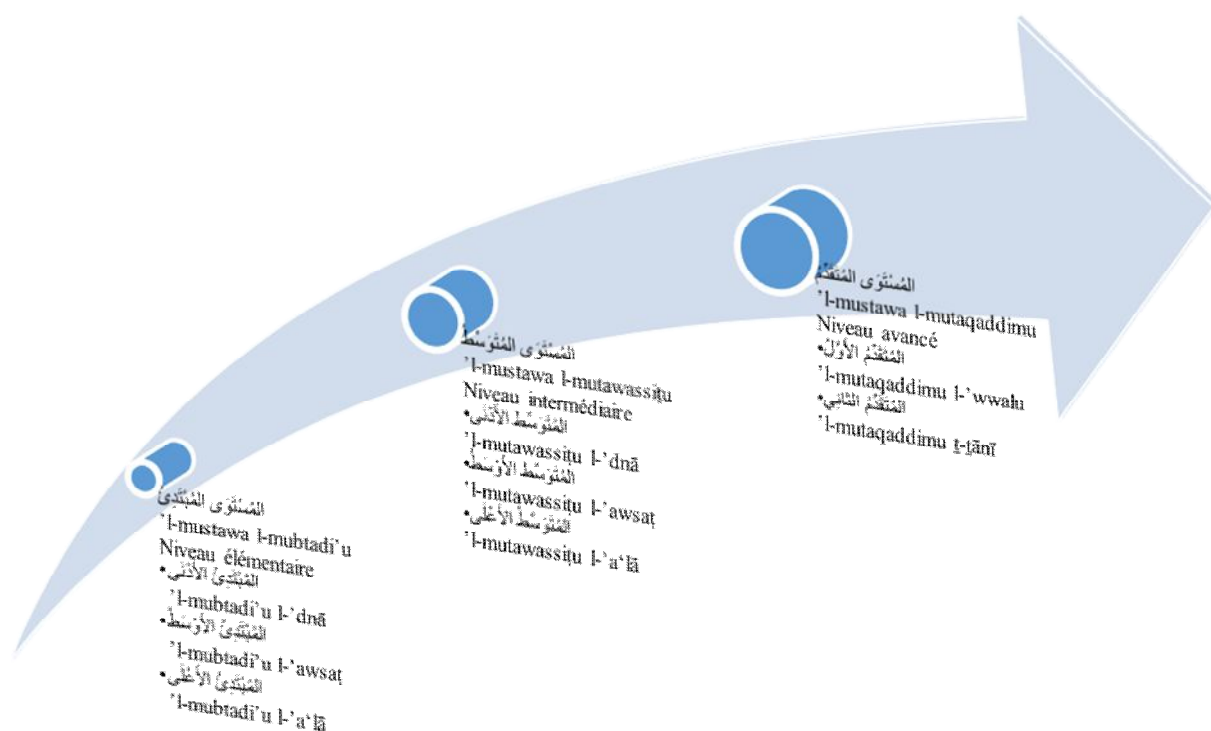 المُسْتَوَى المُبْتَدِئُ
’l-mustawa l-mubtadi’u
Niveau élémentaire
•المُبْتَدِئُ الأَدْنَى
’l-mubtadi’u l-’dnā
•المُبْتَدِئُ الأَوْسَطُ
’l-mubtadi’u l-’awsaṭ
•المُبْتَدِئُ الأَعْلَى
’l-mubtadi’u l-’a‘lā
المُسْتَوَى المُتَوَسِّطُ
’l-mustawa l-mutawassiṭu
Niveau intermédiaire
•المُتَوَسِّطُ الأَدْنَى
’l-mutawassiṭu l-’dnā
•المُتَوَسِّطُ الأَوْسَطُ
’l-mutawassiṭu l-’awsaṭ
•المُتَوَسِّطُ الأَعْلَى
’l-mutawassiṭu l-’a‘lā
المُسْتَوَى المُتَقَدِّمُ
’l-mustawa l-mutaqaddimu
Niveau avancé
•المُتَقَدِّمُ الأَوَّلُ
’l-mutaqaddimu l-’wwalu
•المُتَقَدِّمُ الثَّانِي
’l-mutaqaddimu ṯ-ṯānī